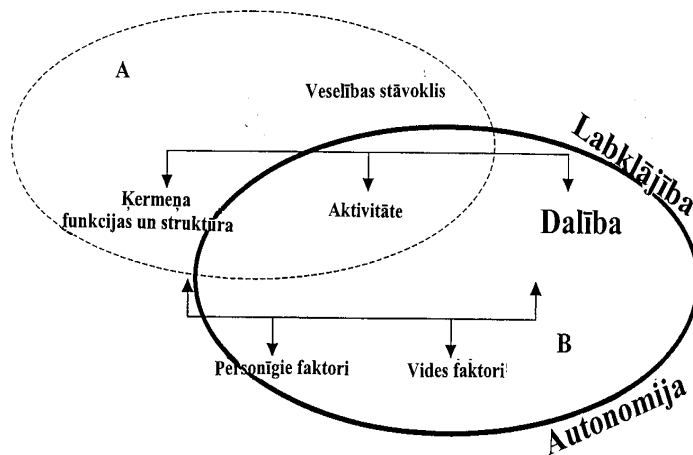 A
Veselības stāvoklis
Labklājība
Ķermeņa
funkcijas un struktūra
Aktivitāte
Dalība
B
Personīgie faktori
Vides faktori
Autonomija